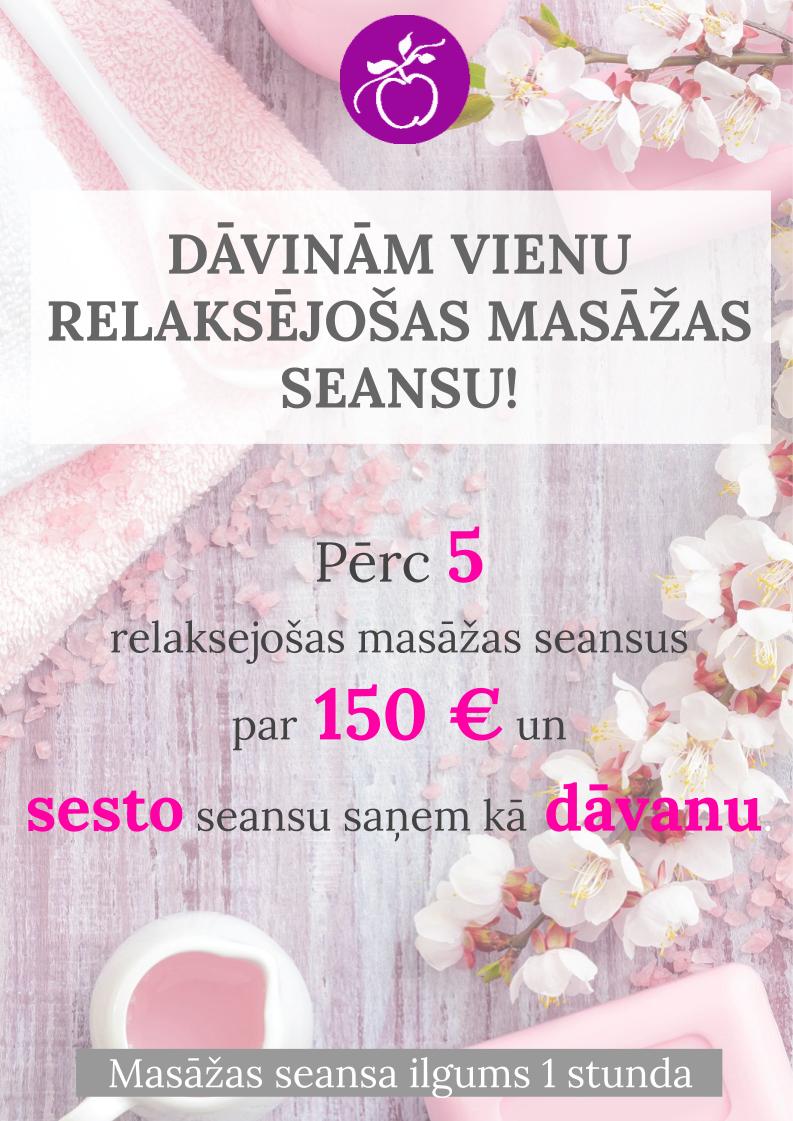 DĀVINĀM VIENU
RELAKSĒJOŠAS MASĀŽAS
SEANSU!
Pērc 5
relaksejošas masāžas seansus
par 150 € un
sesto seansu saņem kā dāvanu
Masāžas seansa ilgums 1 stunda